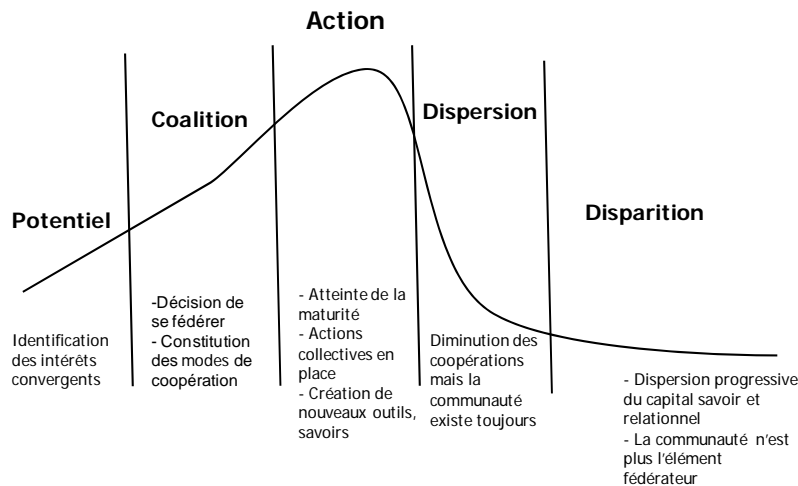 Action
Coalition
Dispersion
Potentiel
Disparition
Identification
des intérêts
convergents
-Décision de
se fédérer
- Constitution
des modes de
coopération
- Atteinte de la
maturité
- Actions
collectives en
place
- Création de
nouveaux outils,
savoirs
Diminution des
coopérations
mais la
communauté
existe toujours
- Dispersion progressive
du capital savoir et
relationnel
- La communauté n'est
plus l'élément
fédérateur